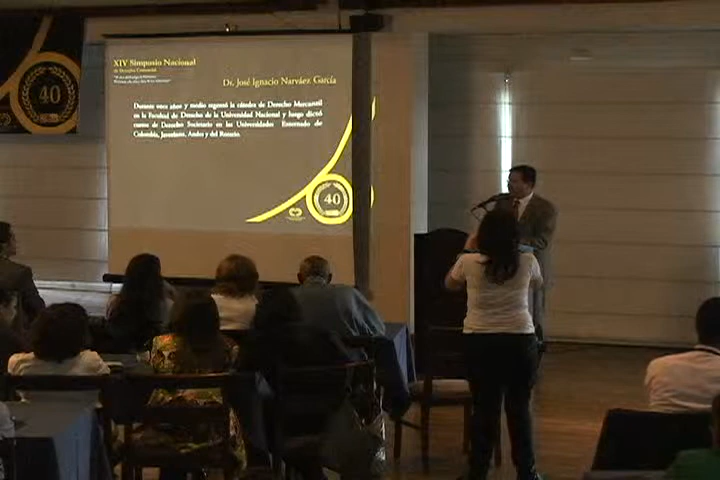 XIV Simposio Nacional
de Derecho Comercial
Dr. José Ignacio Narváez García
Durante once años y medio regentó la cátedra de Derecho Mercantil
en la Facultad de Derecho de la Universidad Nacional y luego dictó
cursos de Derecho Societario en las Universidades Externado de
Colombia, Javeriana, Andes y del Rosario.
40
40